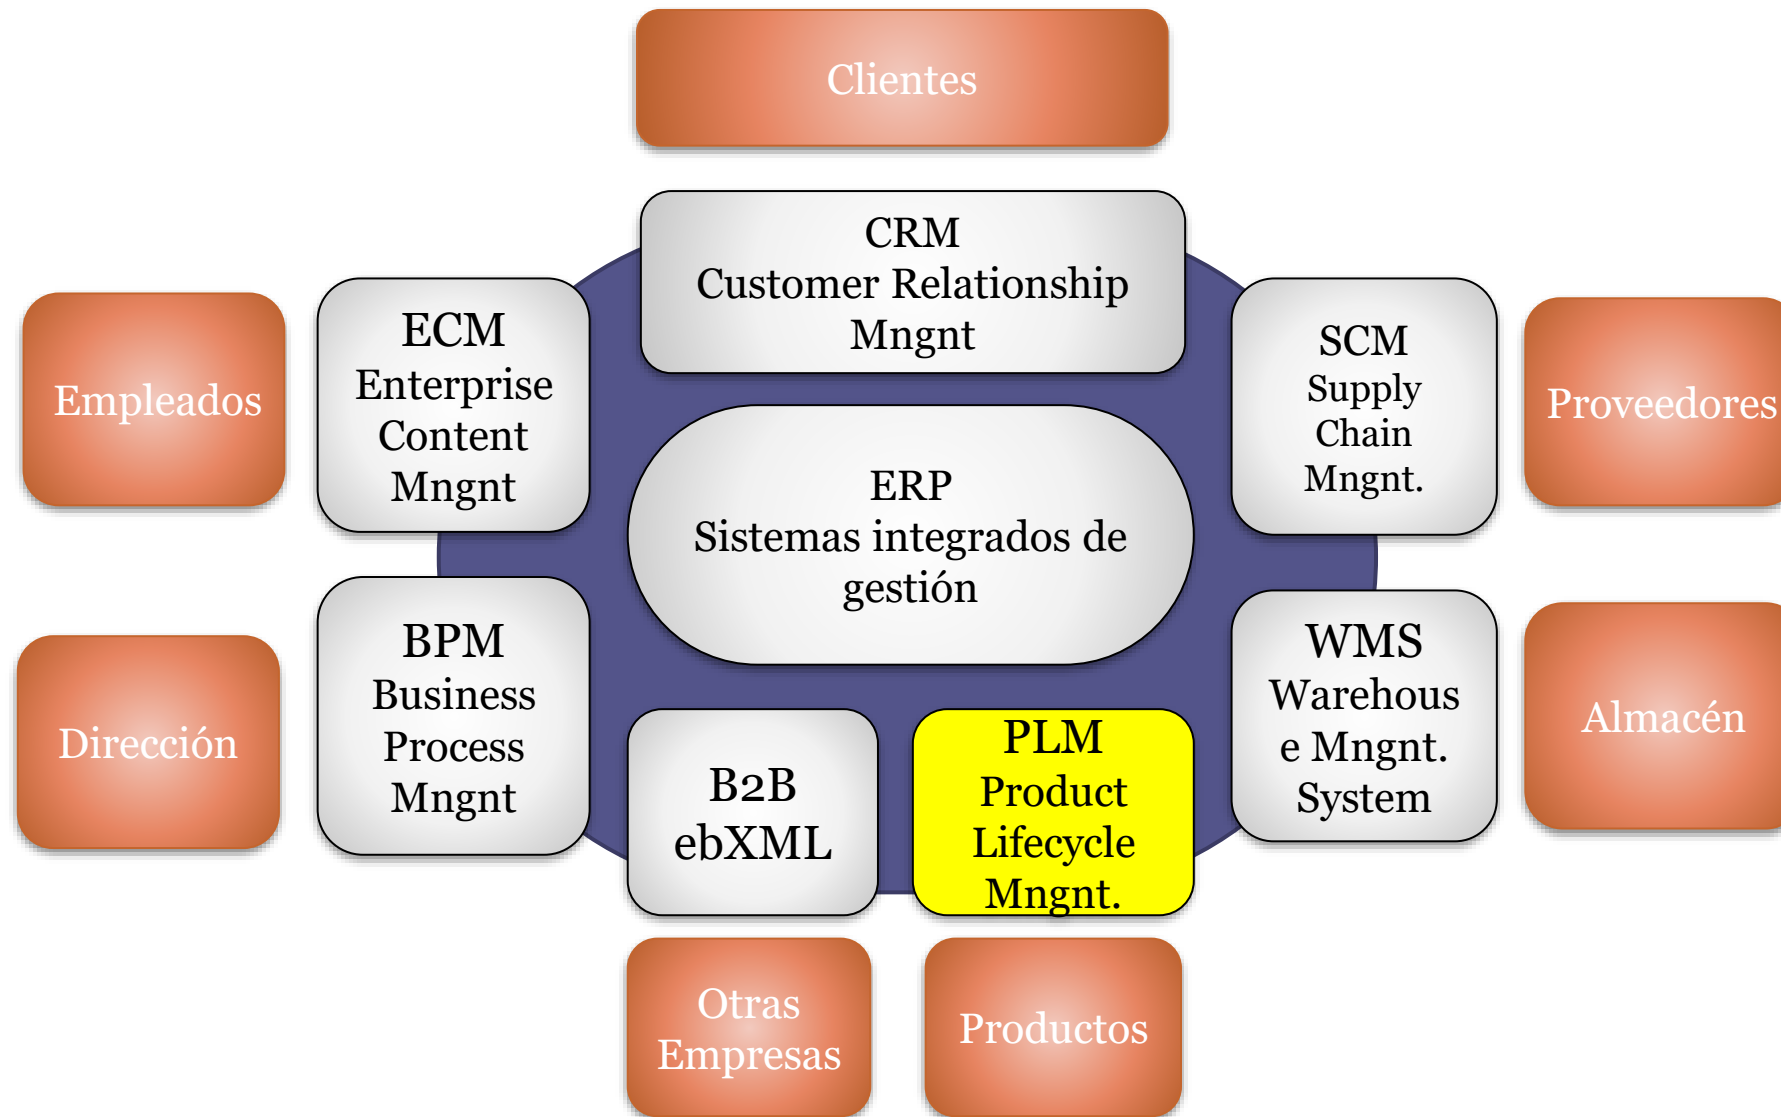 Clientes
CRM
Customer Relationship
Mngnt
Empleados
ECM
Enterprise
Content
Mngnt
SCM
Supply
Chain
Mngnt.
Proveedores
ERP
Sistemas integrados de
gestión
Dirección
BPM
Business
Process
Mngnt
B2B
ebXML
PLM
Product
Lifecycle
Mngnt.
WMS
Warehous
e Mngnt.
System
Almacén
Otras
Empresas
Productos